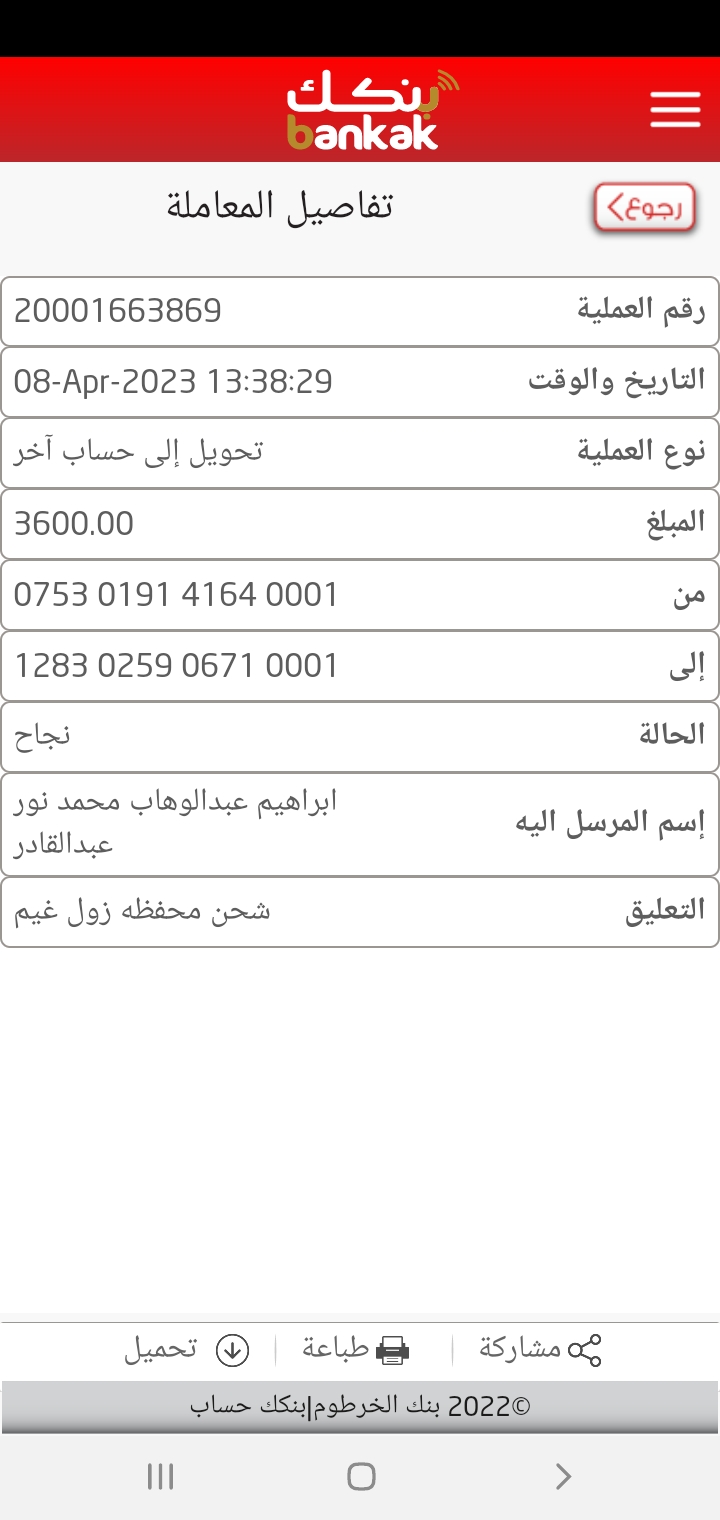 بنكك
bankak
رجوع
تفاصيل المعاملة
رقم العملية 20001663869
التاريخ والوقت 08-Apr-2023 13:38:29
نوع العملية تحويل إلى حساب آخر
المبلغ 3600.00
من 0753 0191 4164 0001
إلى 1283 0259 0671 0001
الحالة نجاح
إسم المرسل اليه ابراهيم عبدالوهاب محمد نور
عبدالقادر
التعليق شحن محفظه زول غيم
مشاركة طباعة تحميل
©2022 بنك الخرطوم|بنكك حساب